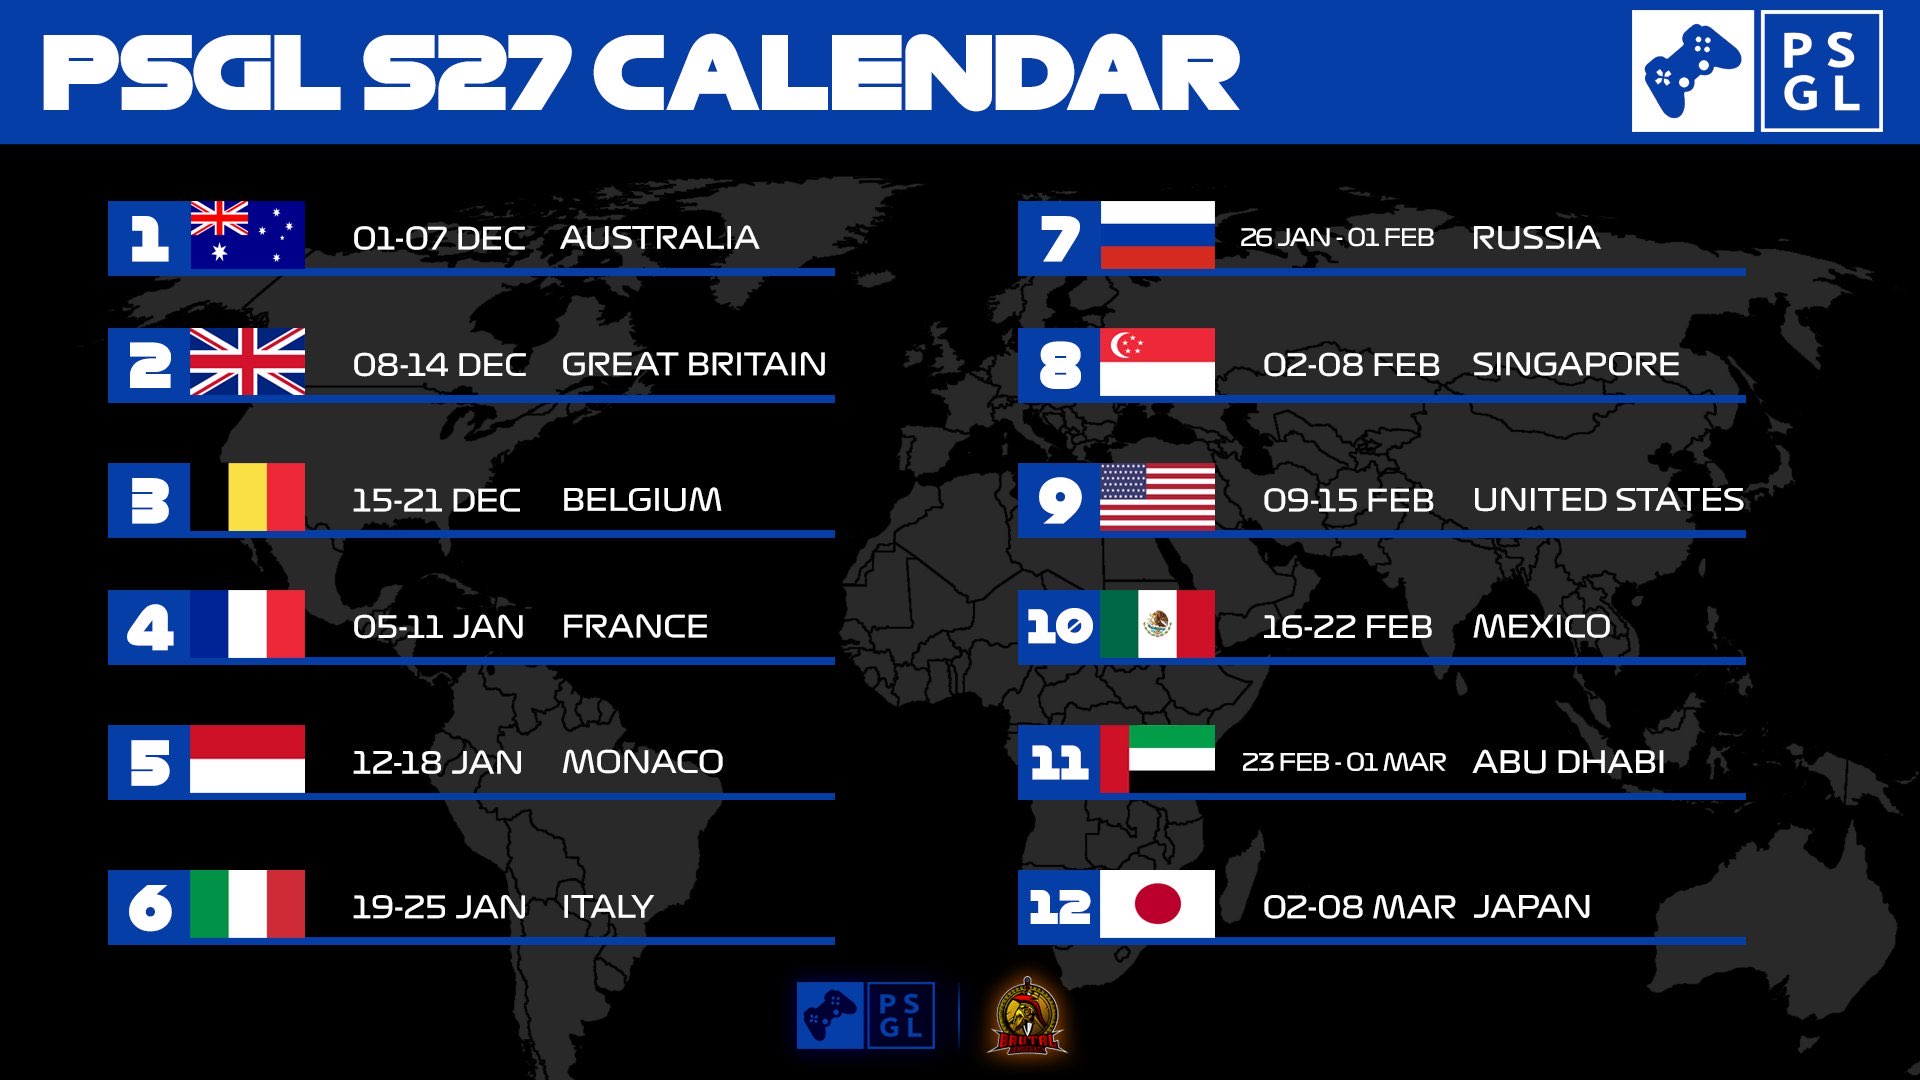 PSGL S27 CALENDAR
P S
G L
1 01-07 DEC AUSTRALIA
2 08-14 DEC GREAT BRITAIN
3 15-21 DEC BELGIUM
4 05-11 JAN FRANCE
5 12-18 JAN MONACO
6 19-25 JAN ITALY
7 26 JAN - 01 FEB RUSSIA
8 02-08 FEB SINGAPORE
9 09-15 FEB UNITED STATES
10 16-22 FEB MEXICO
11 23 FEB - 01 MAR ABU DHABI
12 02-08 MAR JAPAN
P S
G L
BRUTAL